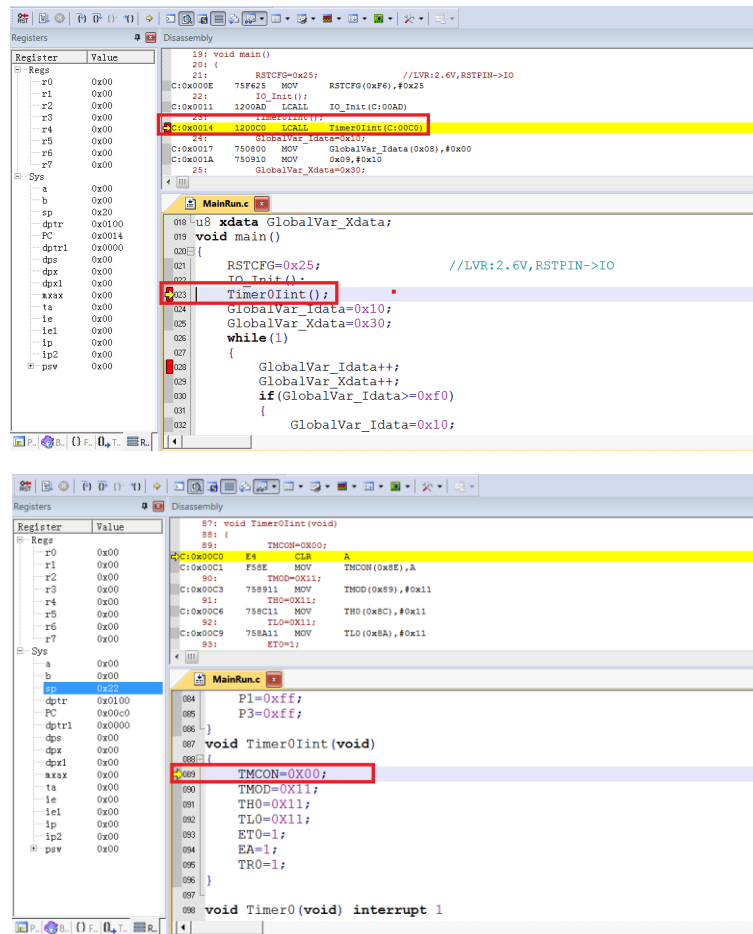 Registers
Register Value
Regs
r0 0x00
r1 0x00
r2 0x00
r3 0x00
r4 0x00
r5 0x00
r6 0x00
r7 0x00
Sys
a 0x00
b 0x00
sp 0x20
dptr 0x0100
PC 0x0014
dptr1 0x0000
dps 0x00
dpx 0x00
dpx1 0x00
mxax 0x00
ta 0x00
ie 0x00
ie1 0x00
ip 0x00
ip2 0x00
psw 0x00
P.. B.. {} F.. 0 T.. R..
Disassembly
19: void main()
20: {
21: RSTCFG=0x25; //LVR:2.6V,RSTPIN->IO
C:0x000E 75F625 MOV RSTCFG(0xF6),#0x25
22: IO_Init();
C:0x0011 1200AD LCALL IO_Init(C:00AD)
23: Timer0Iint();
C:0x0014 1200C0 LCALL Timer0Iint(C:00C0)
24: GlobalVar_Idata=0x10;
C:0x0017 750800 MOV GlobalVar_Idata(0x08),#0x00
C:0x001A 750910 MOV 0x09,#0x10
25: GlobalVar_Xdata=0x30;
MainRun.c
018 u8 xdata GlobalVar_Xdata;
019 void main()
020 {
021 RSTCFG=0x25; //LVR:2.6V,RSTPIN->IO
022 IO_Init();
023 Timer0Iint();
024 GlobalVar_Idata=0x10;
025 GlobalVar_Xdata=0x30;
026 while(1)
027 {
028 GlobalVar_Idata++;
029 GlobalVar_Xdata++;
030 if(GlobalVar_Idata>=0xf0)
031 {
032 GlobalVar_Idata=0x10;
Registers
Register Value
Regs
r0 0x00
r1 0x00
r2 0x00
r3 0x00
r4 0x00
r5 0x00
r6 0x00
r7 0x00
Sys
a 0x00
b 0x00
sp 0x22
dptr 0x0100
PC 0x00c0
dptr1 0x0000
dps 0x00
dpx 0x00
dpx1 0x00
mxax 0x00
ta 0x00
ie 0x00
ie1 0x00
ip 0x00
ip2 0x00
psw 0x00
P.. B.. {} F.. 0 T.. R..
Disassembly
87: void Timer0Iint(void)
88: {
89: TMCON=0X00;
C:0x00C0 E4 CLR A
C:0x00C1 F58E MOV TMCON(0x8E),A
90: TMOD=0X11;
C:0x00C3 758911 MOV TMOD(0x89),#0x11
91: TH0=0X11;
C:0x00C6 758C11 MOV TH0(0x8C),#0x11
92: TL0=0X11;
C:0x00C9 758A11 MOV TL0(0x8A),#0x11
93: ET0=1;
MainRun.c
084 P1=0xff;
085 P3=0xff;
086 }
087 void Timer0Iint(void)
088 {
089 TMCON=0X00;
090 TMOD=0X11;
091 TH0=0X11;
092 TL0=0X11;
093 ET0=1;
094 EA=1;
095 TR0=1;
096 }
097
098 void Timer0(void) interrupt 1